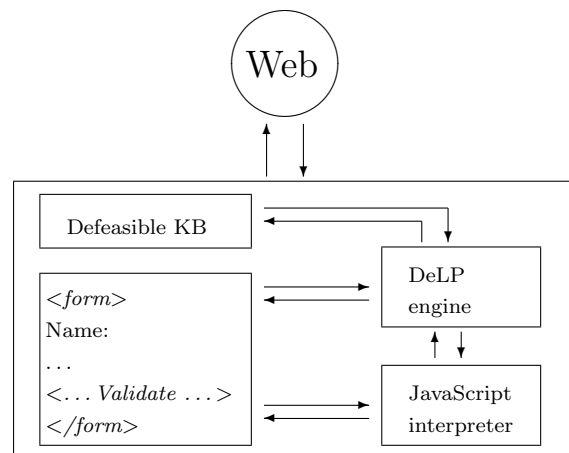 Web
Defeasible KB
DeLP
engine
<form>
Name:
...
<... Validate ...>
</form>
JavaScript
interpreter